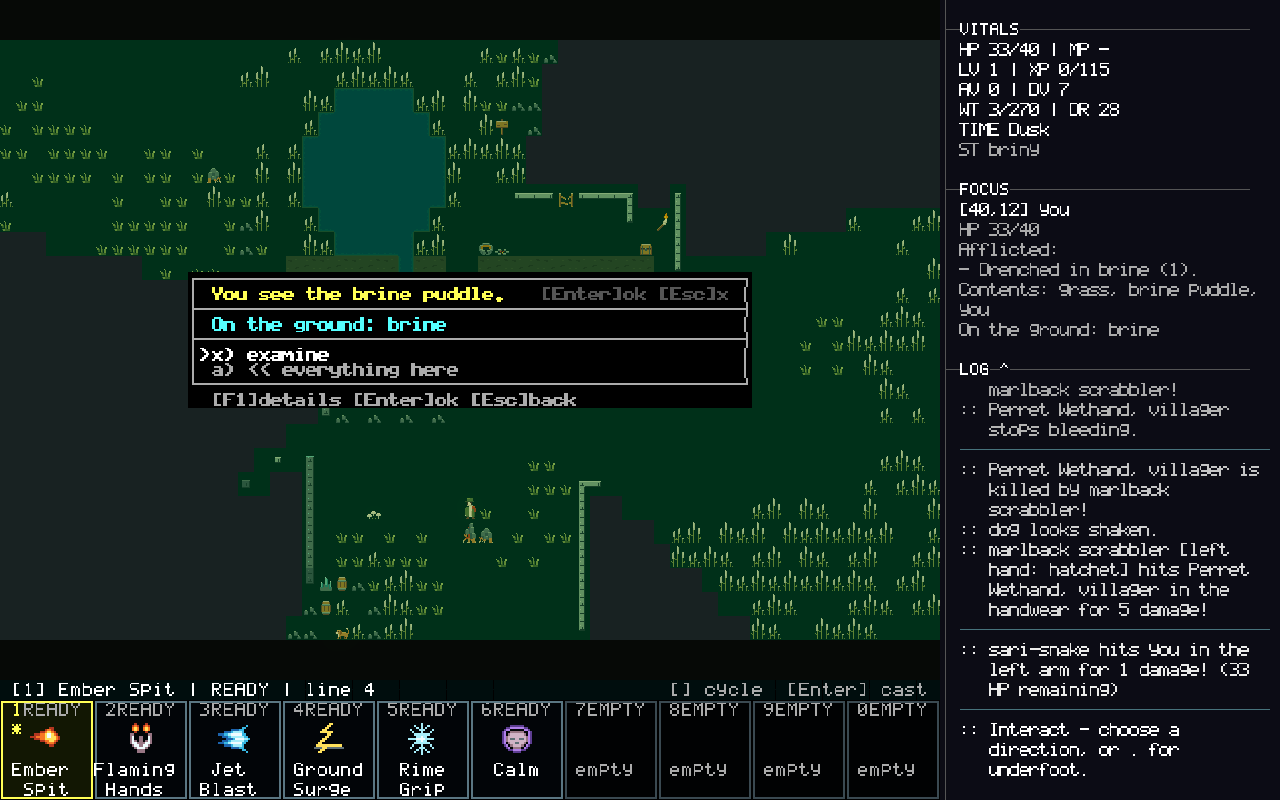 VITALS
HP 33/40 | MP -
LV 1 | XP 0/115
AV 0 | DV 7
WT 3/270 | DR 28
TIME Dusk
ST briny
FOCUS
[40,12] You
HP 33/40
Afflicted:
- Drenched in brine (1).
Contents: grass, brine Puddle,
You
On the ground: brine
LOG ^
marlback scrabbler!
:: Perret Wethand, villager
stops bleeding.
:: Perret Wethand, villager is
killed by marlback
scrabbler!
:: dog looks shaken.
:: marlback scrabbler [left
hand: hatchet] hits Perret
Wethand, villager in the
handwear for 5 damage!
:: sari-snake hits you in the
left arm for 1 damage! (33
HP remaining)
:: Interact - choose a
direction, or . for
underfoot.
You see the brine puddle. [Enter]ok [Esc]x
On the ground: brine
>x) examine
a) << everything here
[F1]details [Enter]ok [Esc]back
[1] Ember Spit | READY | line 4 [] cycle [Enter] cast
1READY 2READY 3READY 4READY 5READY 6READY 7EMPTY 8EMPTY 9EMPTY 0EMPTY
*
Ember Flaming Jet Ground Rime Calm empty empty empty empty
Spit Hands Blast Surge Grip